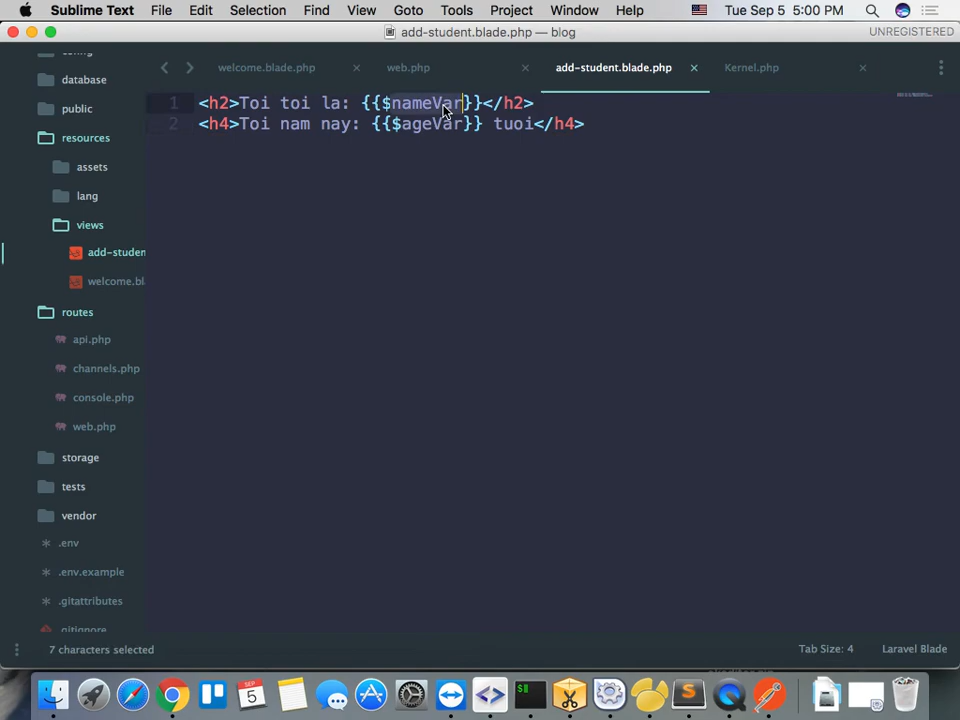 Sublime Text File Edit Selection Find View Goto Tools Project Window Help Tue Sep 5 5:00 PM
add-student.blade.php — blog UNREGISTERED
welcome.blade.php × web.php × add-student.blade.php × Kernel.php ×
database
public
resources
assets
lang
views
add-studen
welcome.bl
routes
api.php
channels.php
console.php
web.php
storage
tests
vendor
.env
.env.example
.gitattributes
.gitignore
1 <h2>Toi toi la: {{$nameVar}}</h2>
2 <h4>Toi nam nay: {{$ageVar}} tuoi</h4>
7 characters selected Tab Size: 4 Laravel Blade
SEP
5